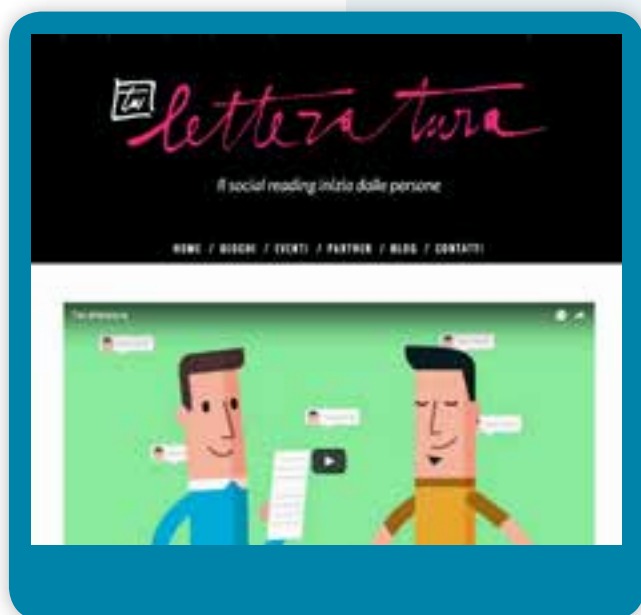 tw letteratura
Il social reading inizia dalle persone
HOME / GIOCHI / EVENTI / PARTNER / BLOG / CONTATTI
TwLetteratura